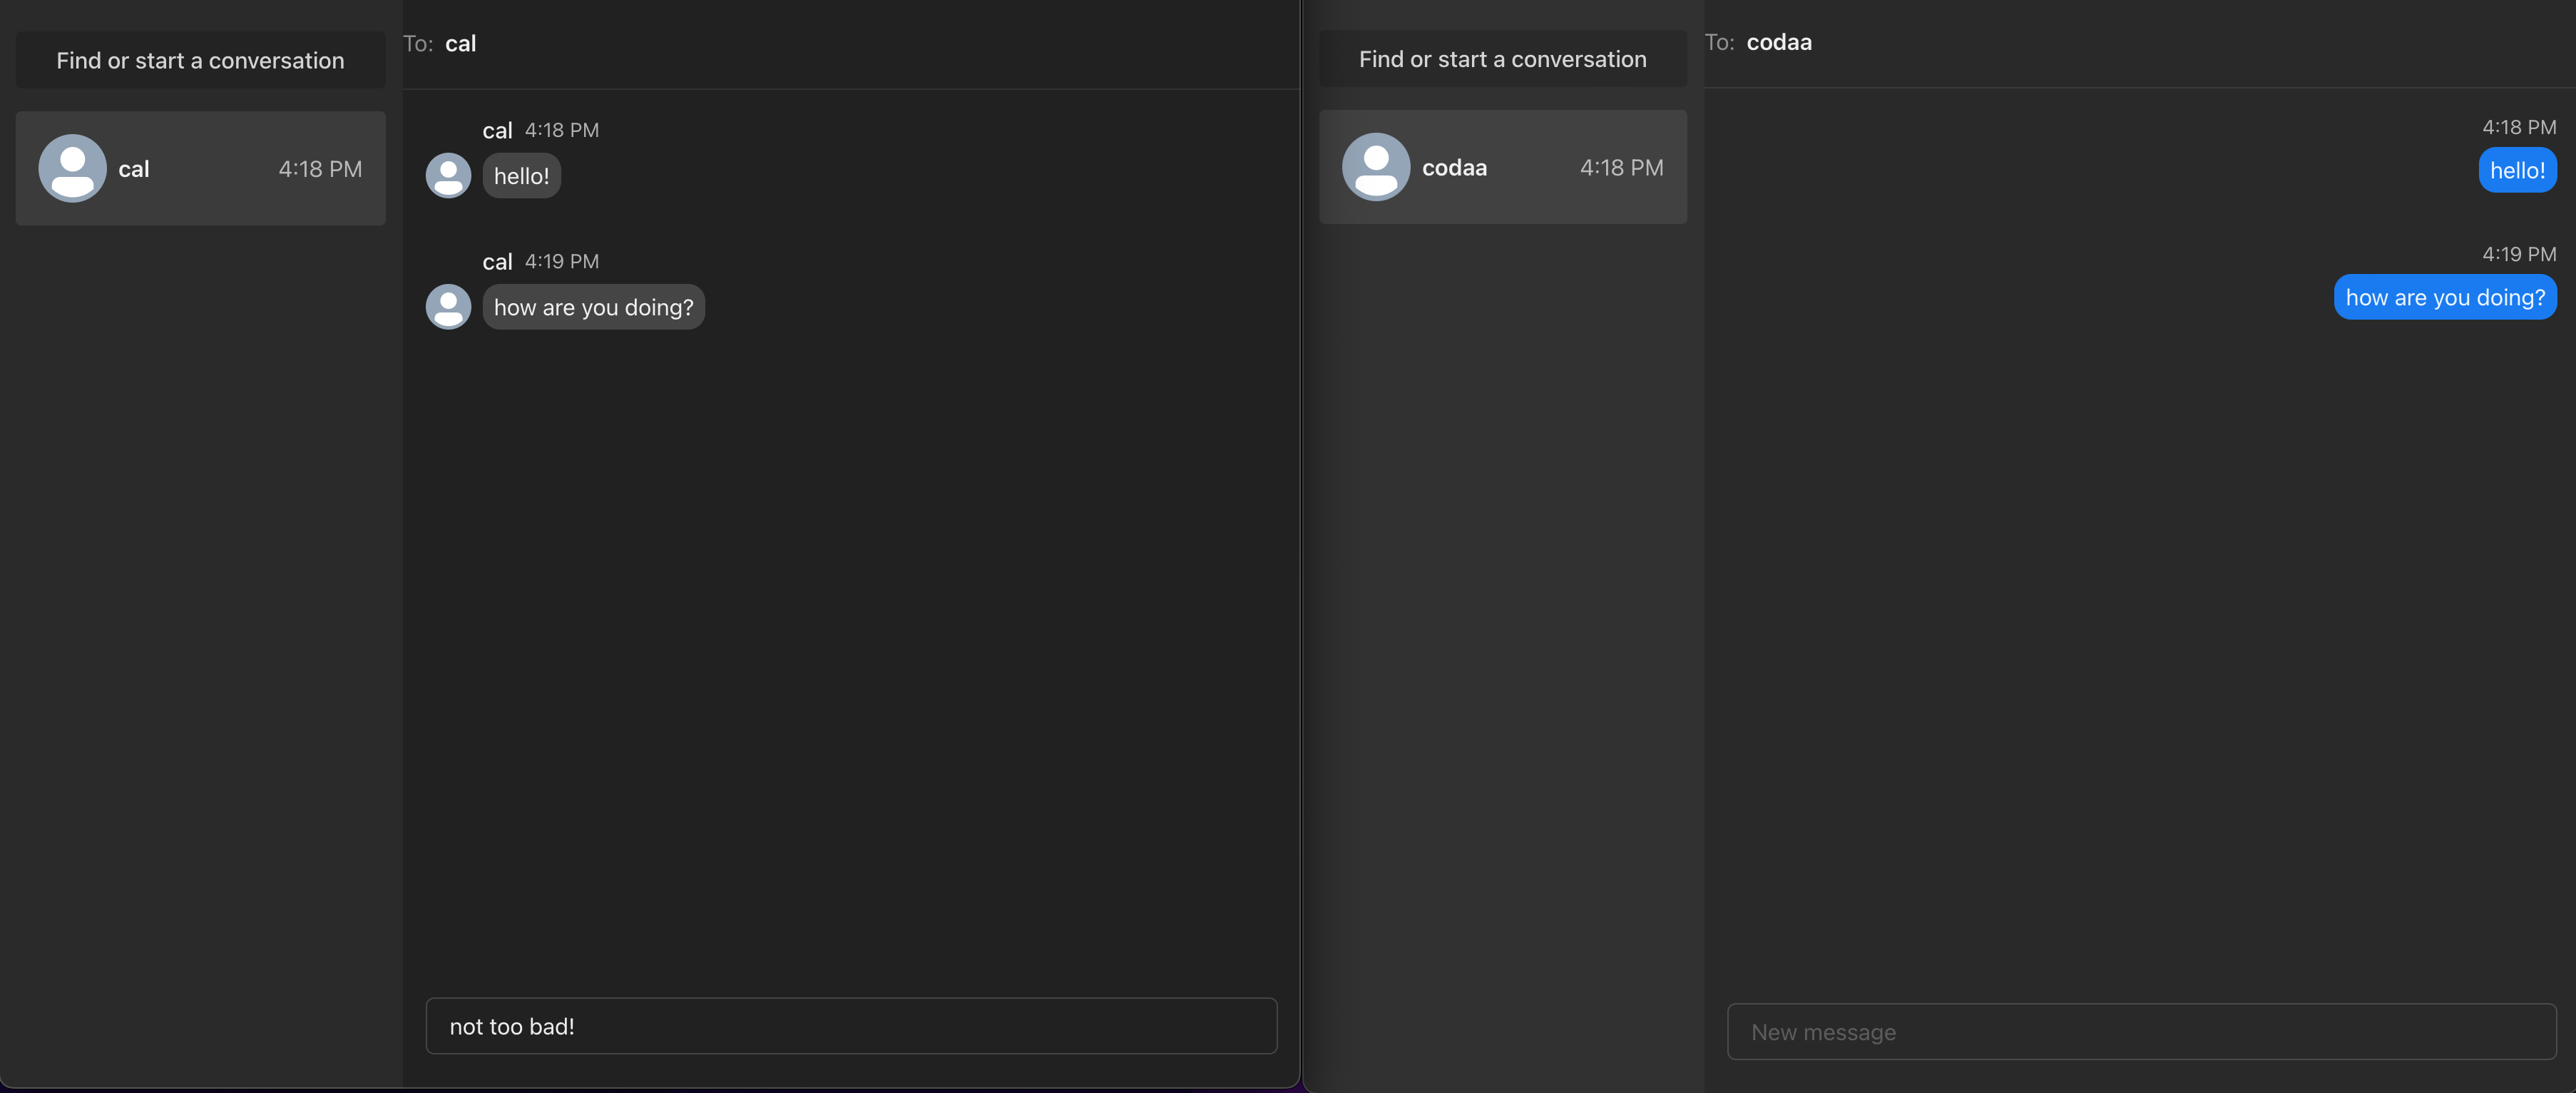 Find or start a conversation
cal 4:18 PM
To: cal
cal 4:18 PM
hello!
cal 4:19 PM
how are you doing?
not too bad!
Find or start a conversation
codaa 4:18 PM
To: codaa
4:18 PM
hello!
4:19 PM
how are you doing?
New message